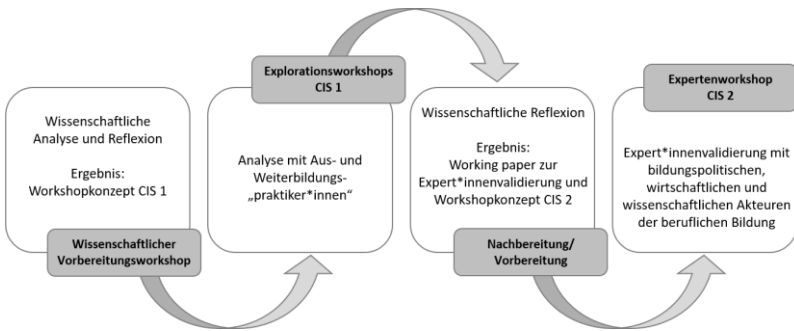 Wissenschaftliche
Analyse und Reflexion
Ergebnis:
Workshopkonzept CIS 1
Wissenschaftlicher
Vorbereitungsworkshop
Explorationsworkshops
CIS 1
Analyse mit Aus- und
Weiterbildungs-
„praktiker*innen“
Wissenschaftliche Reflexion
Ergebnis:
Working paper zur
Expert*innenvalidierung und
Workshopkonzept CIS 2
Nachbereitung/
Vorbereitung
Expertenworkshop
CIS 2
Expert*innenvalidierung mit
bildungspolitischen,
wirtschaftlichen und
wissenschaftlichen Akteuren
der beruflichen Bildung